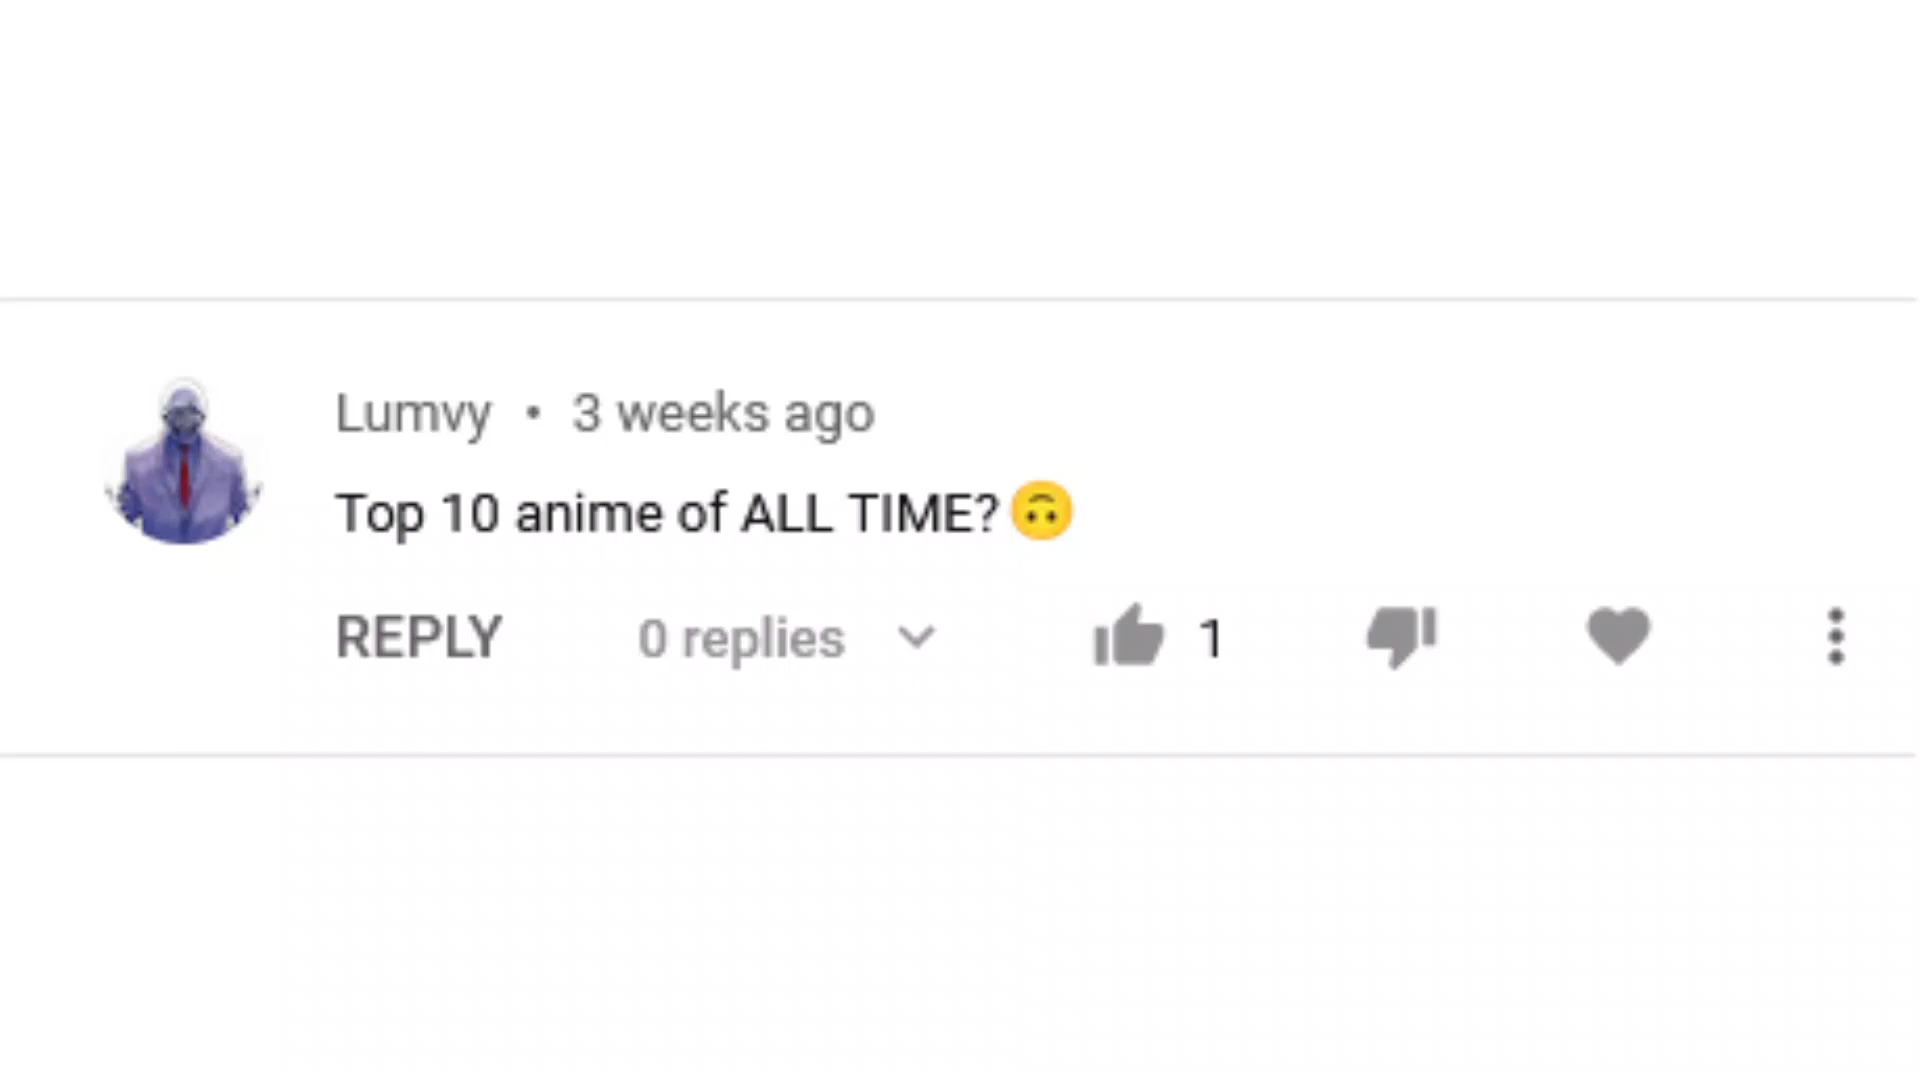 Lumvy • 3 weeks ago
Top 10 anime of ALL TIME?🙃
REPLY 0 replies 1